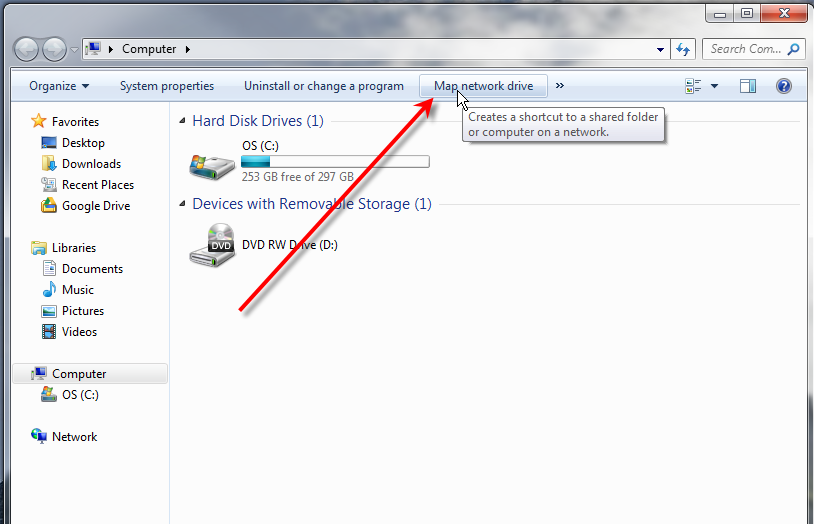 Computer
Search Com...
Organize
System properties
Uninstall or change a program
Map network drive
»
Creates a shortcut to a shared folder
or computer on a network.
Favorites
Desktop
Downloads
Recent Places
Google Drive
Libraries
Documents
Music
Pictures
Videos
Computer
OS (C:)
Network
Hard Disk Drives (1)
OS (C:)
253 GB free of 297 GB
Devices with Removable Storage (1)
DVD
DVD RW Drive (D:)